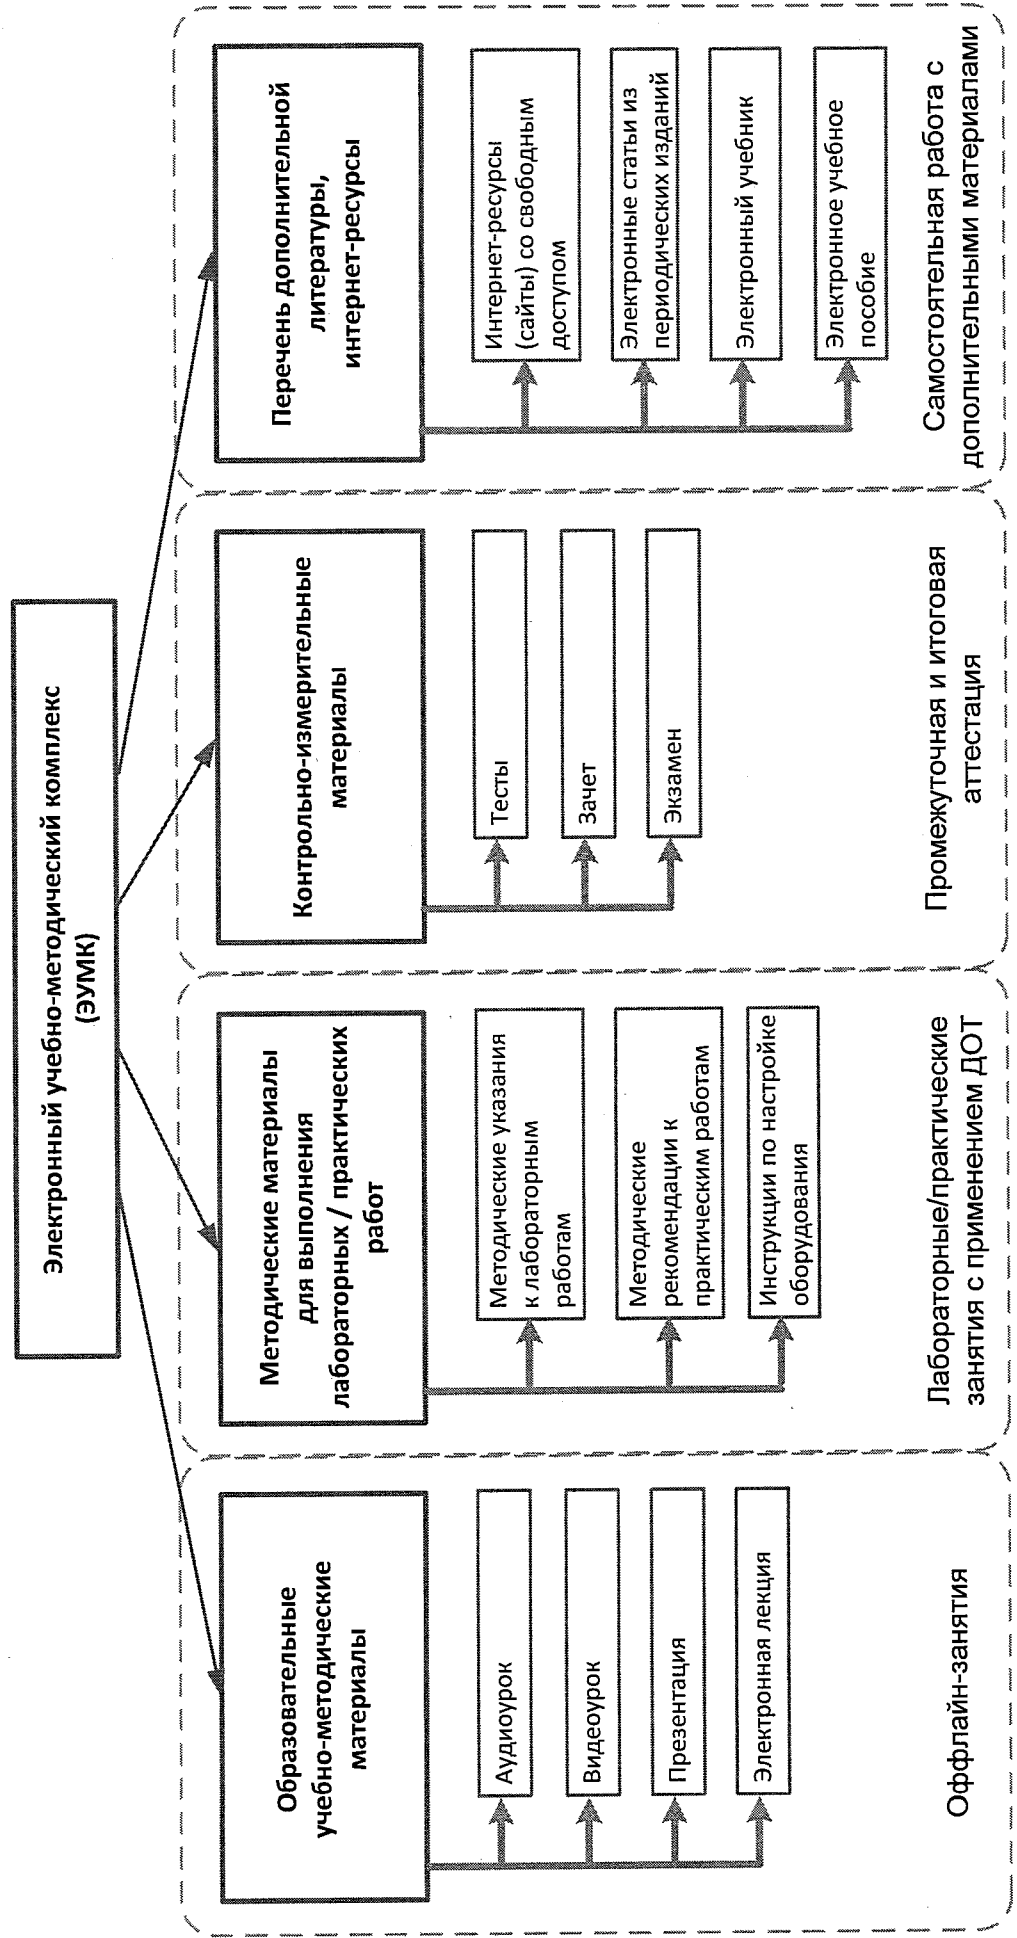 Электронный учебно-методический комплекс
(ЭУМК)
Образовательные
учебно-методические
материалы
Аудиоурок
Видеоурок
Презентация
Электронная лекция
Оффлайн-занятия
Методические материалы
для выполнения
лабораторных / практических
работ
Методические указания
к лабораторным
работам
Методические
рекомендации к
практическим работам
Инструкции по настройке
оборудования
Лабораторные/практические
занятия с применением ДОТ
Контрольно-измерительные
материалы
Тесты
Зачет
Экзамен
Промежуточная и итоговая
аттестация
Перечень дополнительной
литературы,
интернет-ресурсы
Интернет-ресурсы
(сайты) со свободным
доступом
Электронные статьи из
периодических изданий
Электронный учебник
Электронное учебное
пособие
Самостоятельная работа с
дополнительными материалами